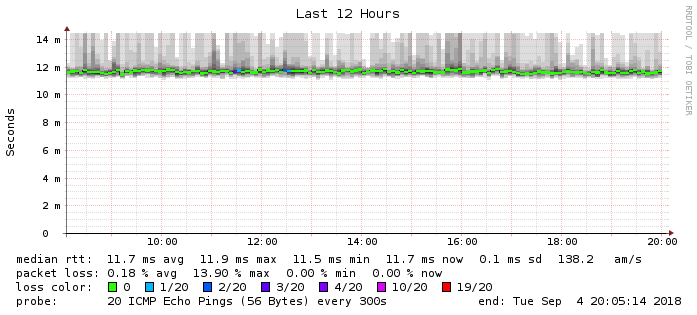 Last 12 Hours
RRDTOOL / TOBI OETIKER
Seconds
14 m
12 m
10 m
8 m
6 m
4 m
2 m
0
10:00 12:00 14:00 16:00 18:00 20:00
median rtt: 11.7 ms avg 11.9 ms max 11.5 ms min 11.7 ms now 0.1 ms sd 138.2 am/s
packet loss: 0.18 % avg 13.90 % max 0.00 % min 0.00 % now
loss color: 0 1/20 2/20 3/20 4/20 10/20 19/20
probe: 20 ICMP Echo Pings (56 Bytes) every 300s end: Tue Sep 4 20:05:14 2018